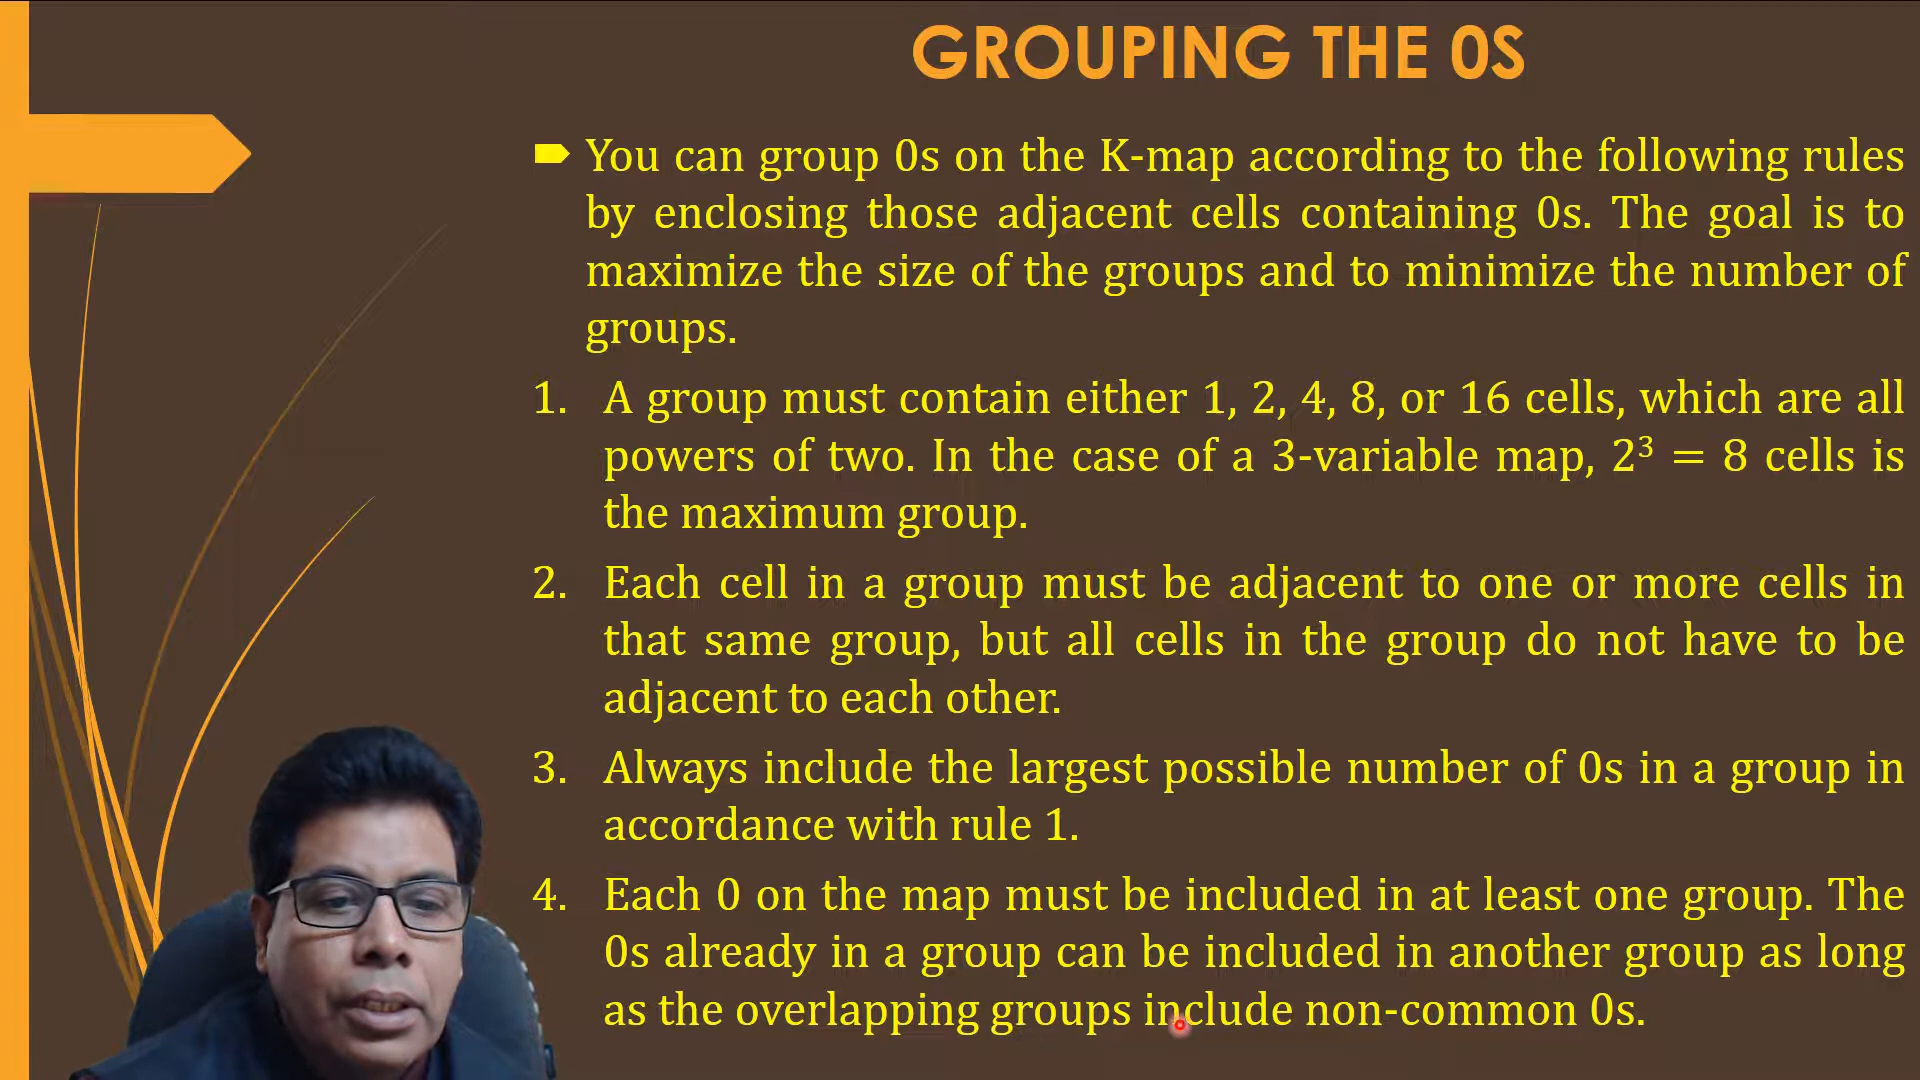 GROUPING THE 0S
You can group 0s on the K-map according to the following rules
by enclosing those adjacent cells containing 0s. The goal is to
maximize the size of the groups and to minimize the number of
groups.
1. A group must contain either 1, 2, 4, 8, or 16 cells, which are all
powers of two. In the case of a 3-variable map, 2³ = 8 cells is
the maximum group.
2. Each cell in a group must be adjacent to one or more cells in
that same group, but all cells in the group do not have to be
adjacent to each other.
3. Always include the largest possible number of 0s in a group in
accordance with rule 1.
4. Each 0 on the map must be included in at least one group. The
0s already in a group can be included in another group as long
as the overlapping groups include non-common 0s.